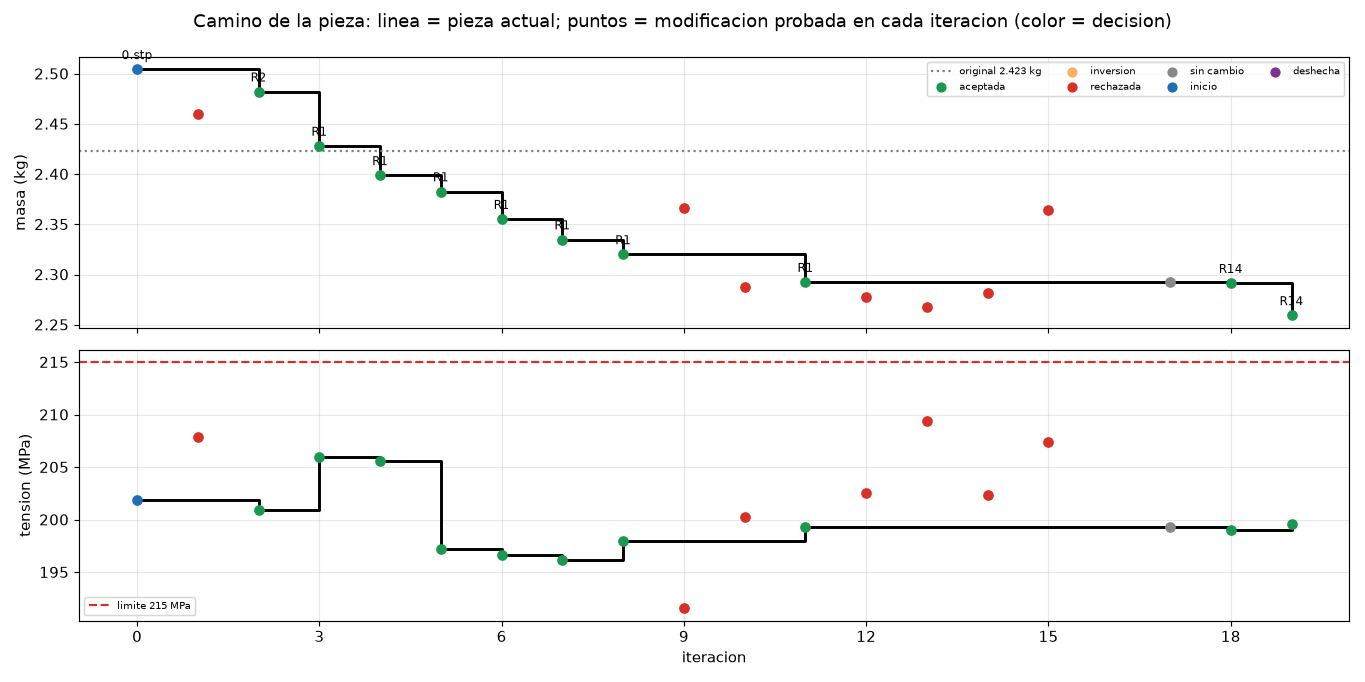 Camino de la pieza: linea = pieza actual; puntos = modificacion probada en cada iteracion (color = decision)
0.stp
R2
R1
R1
R1
R1
R1
R1
R1
R14
R14
original 2.423 kg
aceptada
inversion
rechazada
sin cambio
inicio
deshecha
masa (kg)
2.50
2.45
2.40
2.35
2.30
2.25
tension (MPa)
215
210
205
200
195
limite 215 MPa
0
3
6
9
12
15
18
iteracion